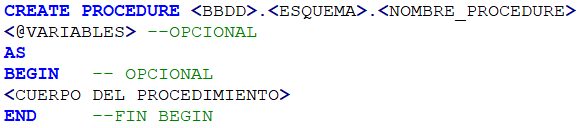 CREATE PROCEDURE <BBDD>.<ESQUEMA>.<NOMBRE_PROCEDURE>
<@VARIABLES> --OPCIONAL
AS
BEGIN   -- OPCIONAL
<CUERPO DEL PROCEDIMIENTO>
END     --FIN BEGIN